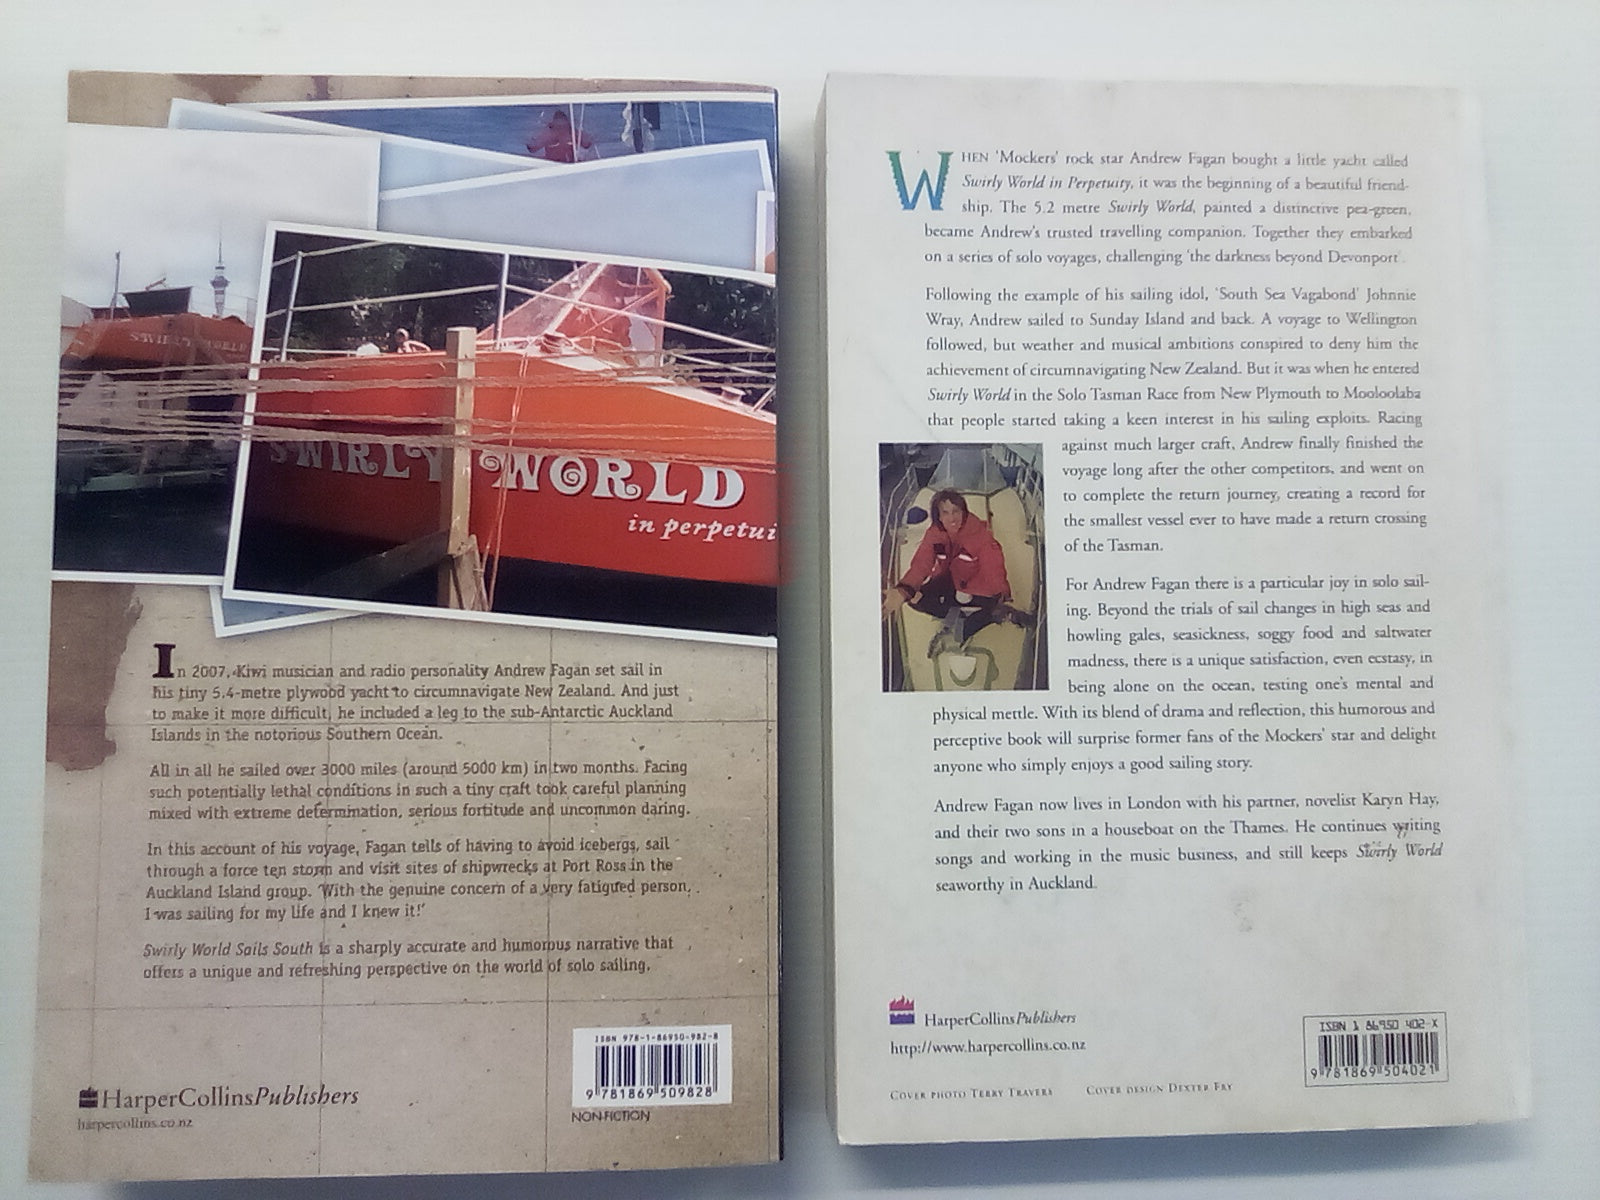 SWIRLY WORLD
SWIRLY WORLD
in perpetui
In 2007, Kiwi musician and radio personality Andrew Fagan set sail in
his tiny 5.4-metre plywood yacht to circumnavigate New Zealand. And just
to make it more difficult, he included a leg to the sub-Antarctic Auckland
Islands in the notorious Southern Ocean.
All in all he sailed over 3000 miles (around 5000 km) in two months. Facing
such potentially lethal conditions in such a tiny craft took careful planning
mixed with extreme determination, serious fortitude and uncommon daring.
In this account of his voyage, Fagan tells of having to avoid icebergs, sail
through a force ten storm and visit sites of shipwrecks at Port Ross in the
Auckland Island group. 'With the genuine concern of a very fatigued person,
I was sailing for my life and I knew it!'
Swirly World Sails South is a sharply accurate and humorous narrative that
offers a unique and refreshing perspective on the world of solo sailing.
HarperCollinsPublishers
harpercollins.co.nz
ISBN 978-1-86950-982-8
9 781869 509828
NON-FICTION
WHEN 'Mockers' rock star Andrew Fagan bought a little yacht called
Swirly World in Perpetuity, it was the beginning of a beautiful friend-
ship. The 5.2 metre Swirly World, painted a distinctive pea-green,
became Andrew's trusted travelling companion. Together they embarked
on a series of solo voyages, challenging 'the darkness beyond Devonport'.
Following the example of his sailing idol, 'South Sea Vagabond' Johnnie
Wray, Andrew sailed to Sunday Island and back. A voyage to Wellington
followed, but weather and musical ambitions conspired to deny him the
achievement of circumnavigating New Zealand. But it was when he entered
Swirly World in the Solo Tasman Race from New Plymouth to Mooloolaba
that people started taking a keen interest in his sailing exploits. Racing
against much larger craft, Andrew finally finished the
voyage long after the other competitors, and went on
to complete the return journey, creating a record for
the smallest vessel ever to have made a return crossing
of the Tasman.
For Andrew Fagan there is a particular joy in solo sail-
ing. Beyond the trials of sail changes in high seas and
howling gales, seasickness, soggy food and saltwater
madness, there is a unique satisfaction, even ecstasy, in
being alone on the ocean, testing one's mental and
physical mettle. With its blend of drama and reflection, this humorous and
perceptive book will surprise former fans of the Mockers' star and delight
anyone who simply enjoys a good sailing story.
Andrew Fagan now lives in London with his partner, novelist Karyn Hay,
and their two sons in a houseboat on the Thames. He continues writing
songs and working in the music business, and still keeps Swirly World
seaworthy in Auckland.
HarperCollinsPublishers
http://www.harpercollins.co.nz
COVER PHOTO TERRY TRAVERS COVER DESIGN DEXTER FRY
ISBN 1 86950 402-X
9 781869 504021